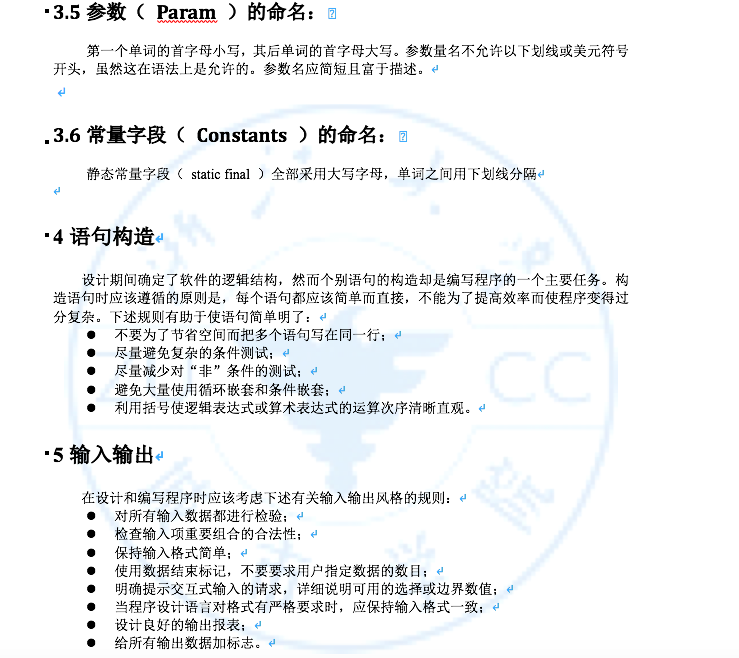 3.5 参数（ Param ）的命名：
第一个单词的首字母小写，其后单词的首字母大写。参数量名不允许以下划线或美元符号
开头，虽然这在语法上是允许的。参数名应简短且富于描述。
3.6 常量字段（ Constants ）的命名：
静态常量字段（ static final ）全部采用大写字母，单词之间用下划线分隔
4 语句构造
设计期间确定了软件的逻辑结构，然而个别语句的构造却是编写程序的一个主要任务。构
造语句时应该遵循的原则是，每个语句都应该简单而直接，不能为了提高效率而使程序变得过
分复杂。下述规则有助于使语句简单明了：
● 不要为了节省空间而把多个语句写在同一行；
● 尽量避免复杂的条件测试；
● 尽量减少对“非”条件的测试；
● 避免大量使用循环嵌套和条件嵌套；
● 利用括号使逻辑表达式或算术表达式的运算次序清晰直观。
CC
5 输入输出
在设计和编写程序时应该考虑下述有关输入输出风格的规则：
● 对所有输入数据都进行检验；
● 检查输入项重要组合的合法性；
● 保持输入格式简单；
● 使用数据结束标记，不要要求用户指定数据的数目；
● 明确提示交互式输入的请求，详细说明可用的选择或边界数值；
● 当程序设计语言对格式有严格要求时，应保持输入格式一致；
● 设计良好的输出报表；
● 给所有输出数据加标志。